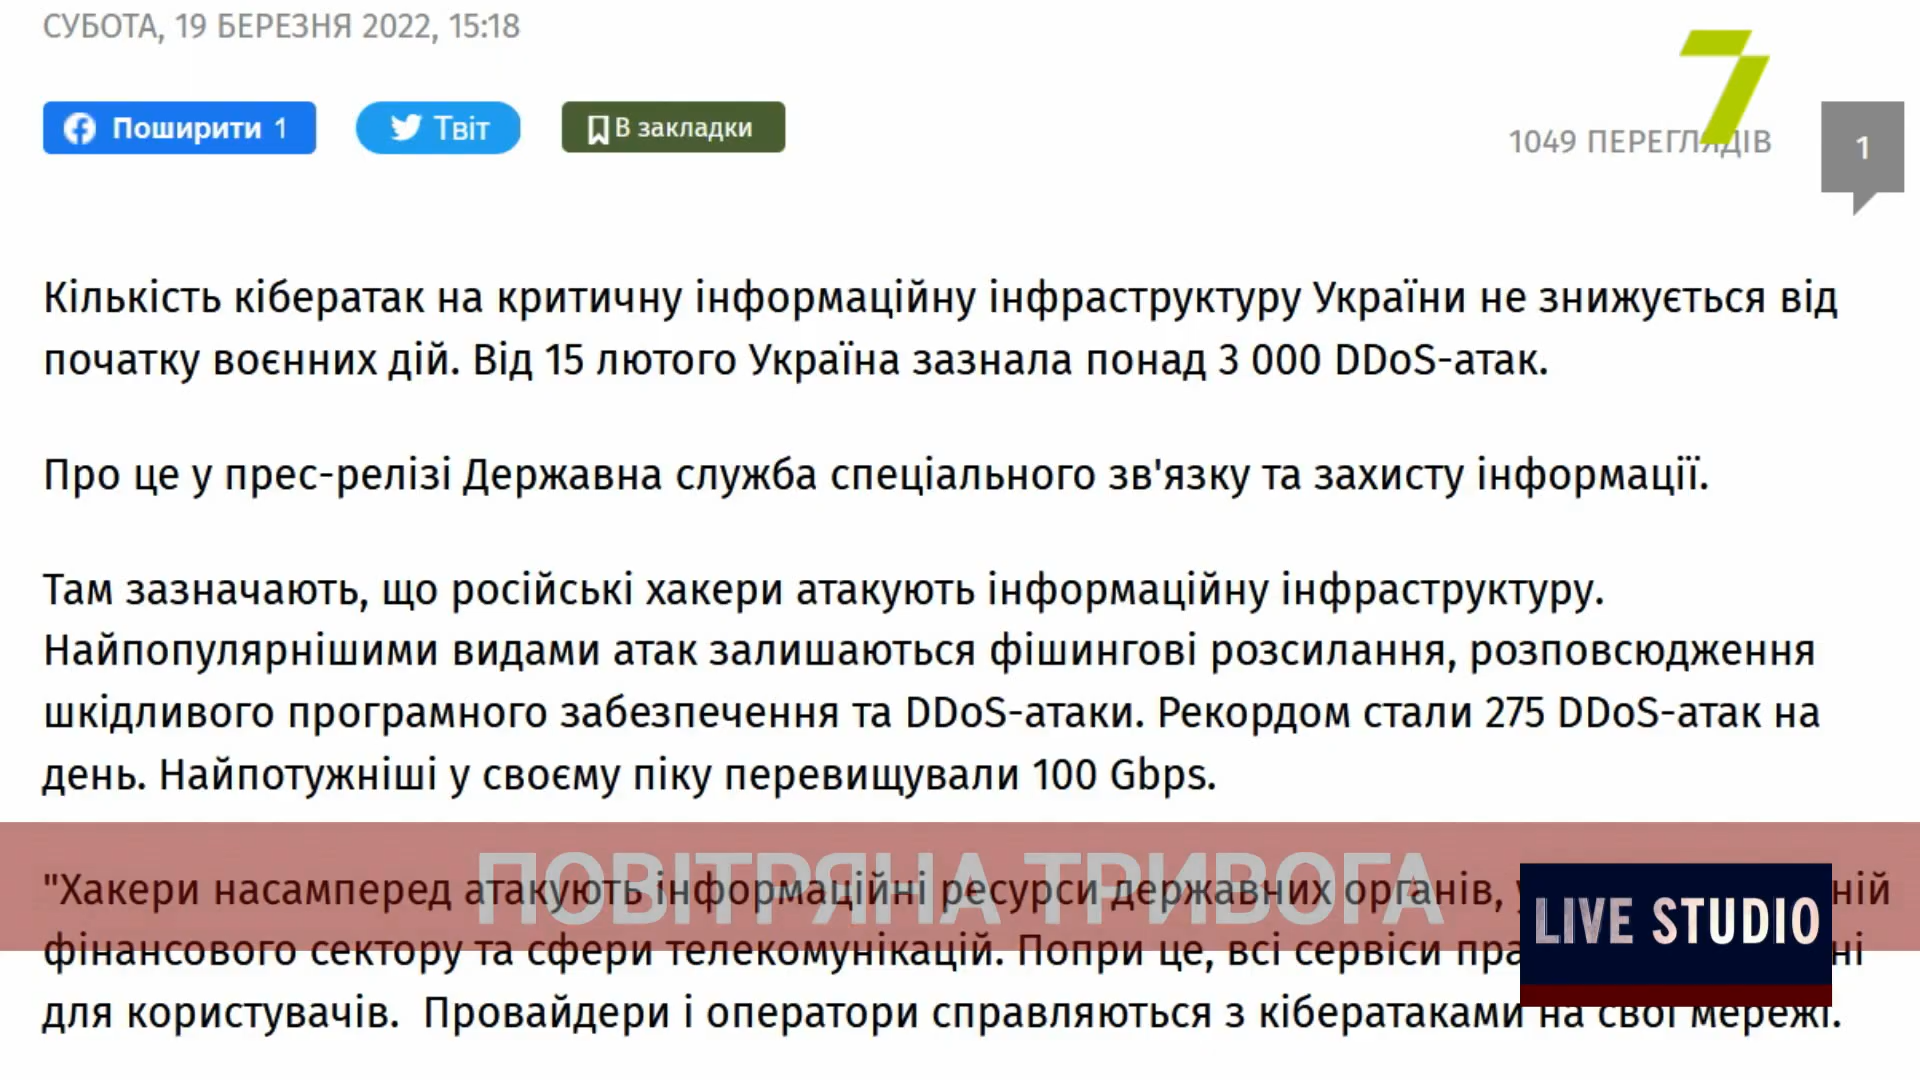 СУБОТА, 19 БЕРЕЗНЯ 2022, 15:18
Поширити 1
Твіт
В закладки
1049 ПЕРЕГЛЯДІВ
7
1
Кількість кібератак на критичну інформаційну інфраструктуру України не знижується від
початку воєнних дій. Від 15 лютого Україна зазнала понад 3 000 DDoS-атак.
Про це у прес-релізі Державна служба спеціального зв'язку та захисту інформації.
Там зазначають, що російські хакери атакують інформаційну інфраструктуру.
Найпопулярнішими видами атак залишаються фішингові розсилання, розповсюдження
шкідливого програмного забезпечення та DDoS-атаки. Рекордом стали 275 DDoS-атак на
день. Найпотужніші у своєму піку перевищували 100 Gbps.
ПОВІТРЯНА ТРИВОГА
"Хакери насамперед атакують інформаційні ресурси державних органів,
LIVE STUDIO
фінансового сектору та сфери телекомунікацій. Попри це, всі сервіси
для користувачів. Провайдери і оператори справляються з кібератаками на свої мережі.